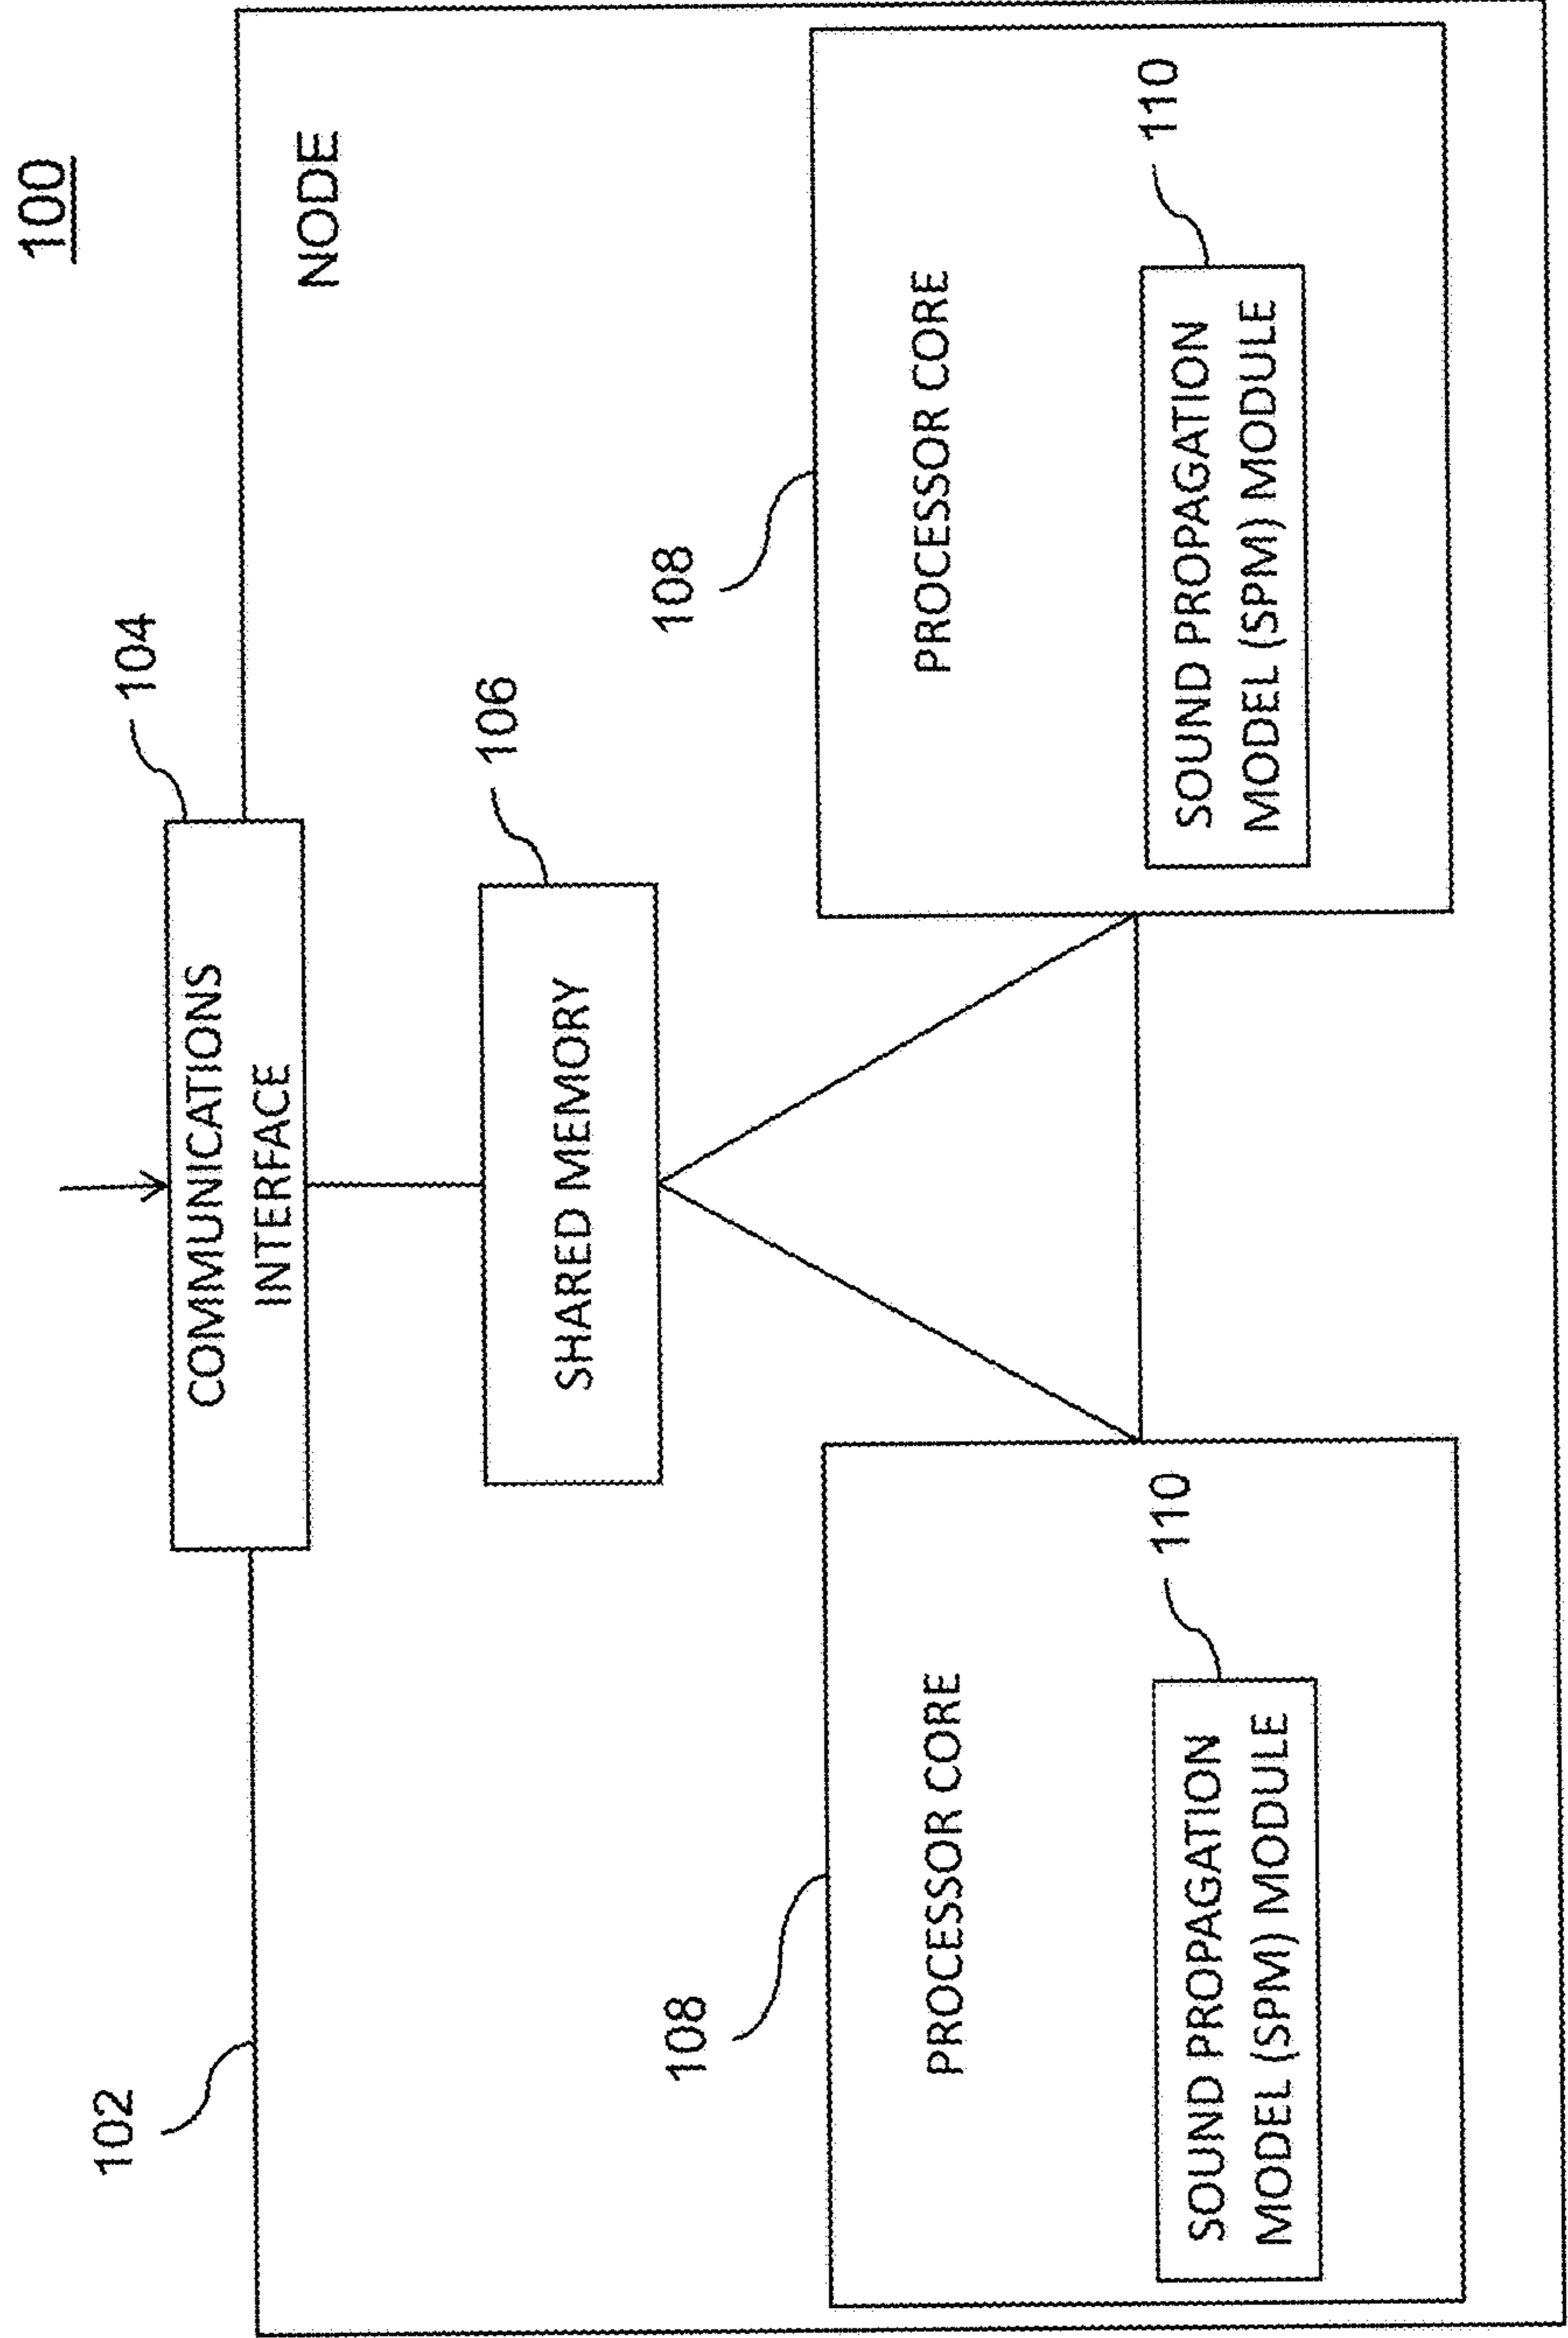 100
102
104
COMMUNICATIONS
INTERFACE
NODE
106
SHARED MEMORY
108
PROCESSOR CORE
110
SOUND PROPAGATION
MODEL (SPM) MODULE
108
PROCESSOR CORE
110
SOUND PROPAGATION
MODEL (SPM) MODULE